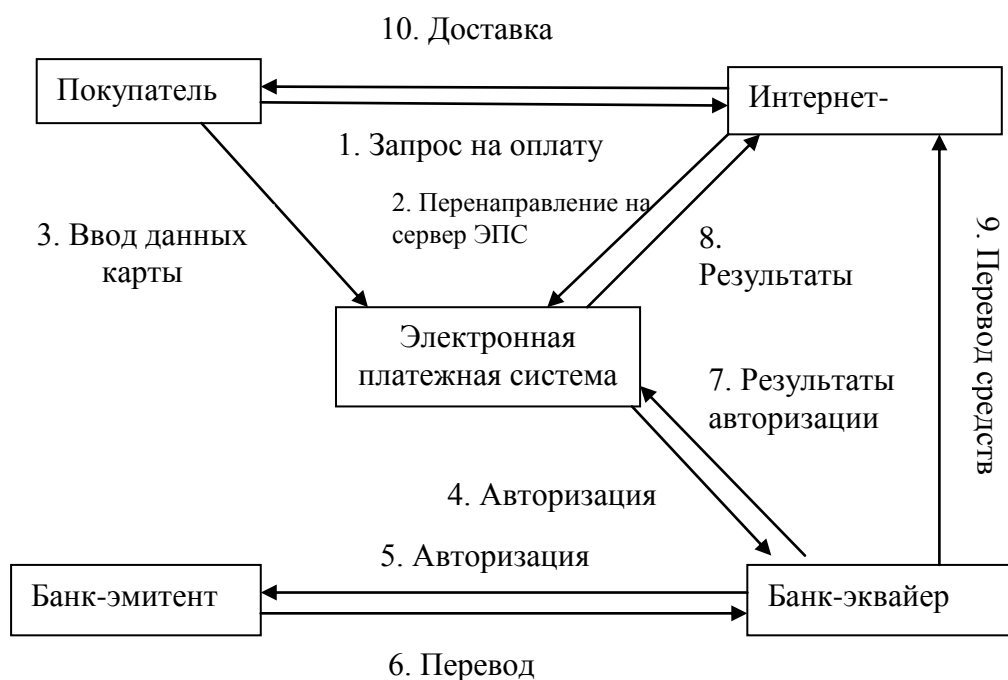 10. Доставка
Покупатель
Интернет-
1. Запрос на оплату
2. Перенаправление на
сервер ЭПС
3. Ввод данных
карты
8.
Результаты
9. Перевод средств
Электронная
платежная система
7. Результаты
авторизации
4. Авторизация
5. Авторизация
Банк-эмитент
Банк-эквайер
6. Перевод